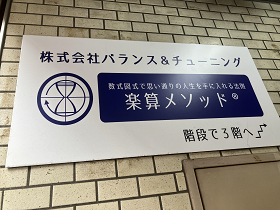 株式会社バランス&チューニング
数式図式で思い通りの人生を手に入れる法則
楽算メソッド®
階段で3階へ